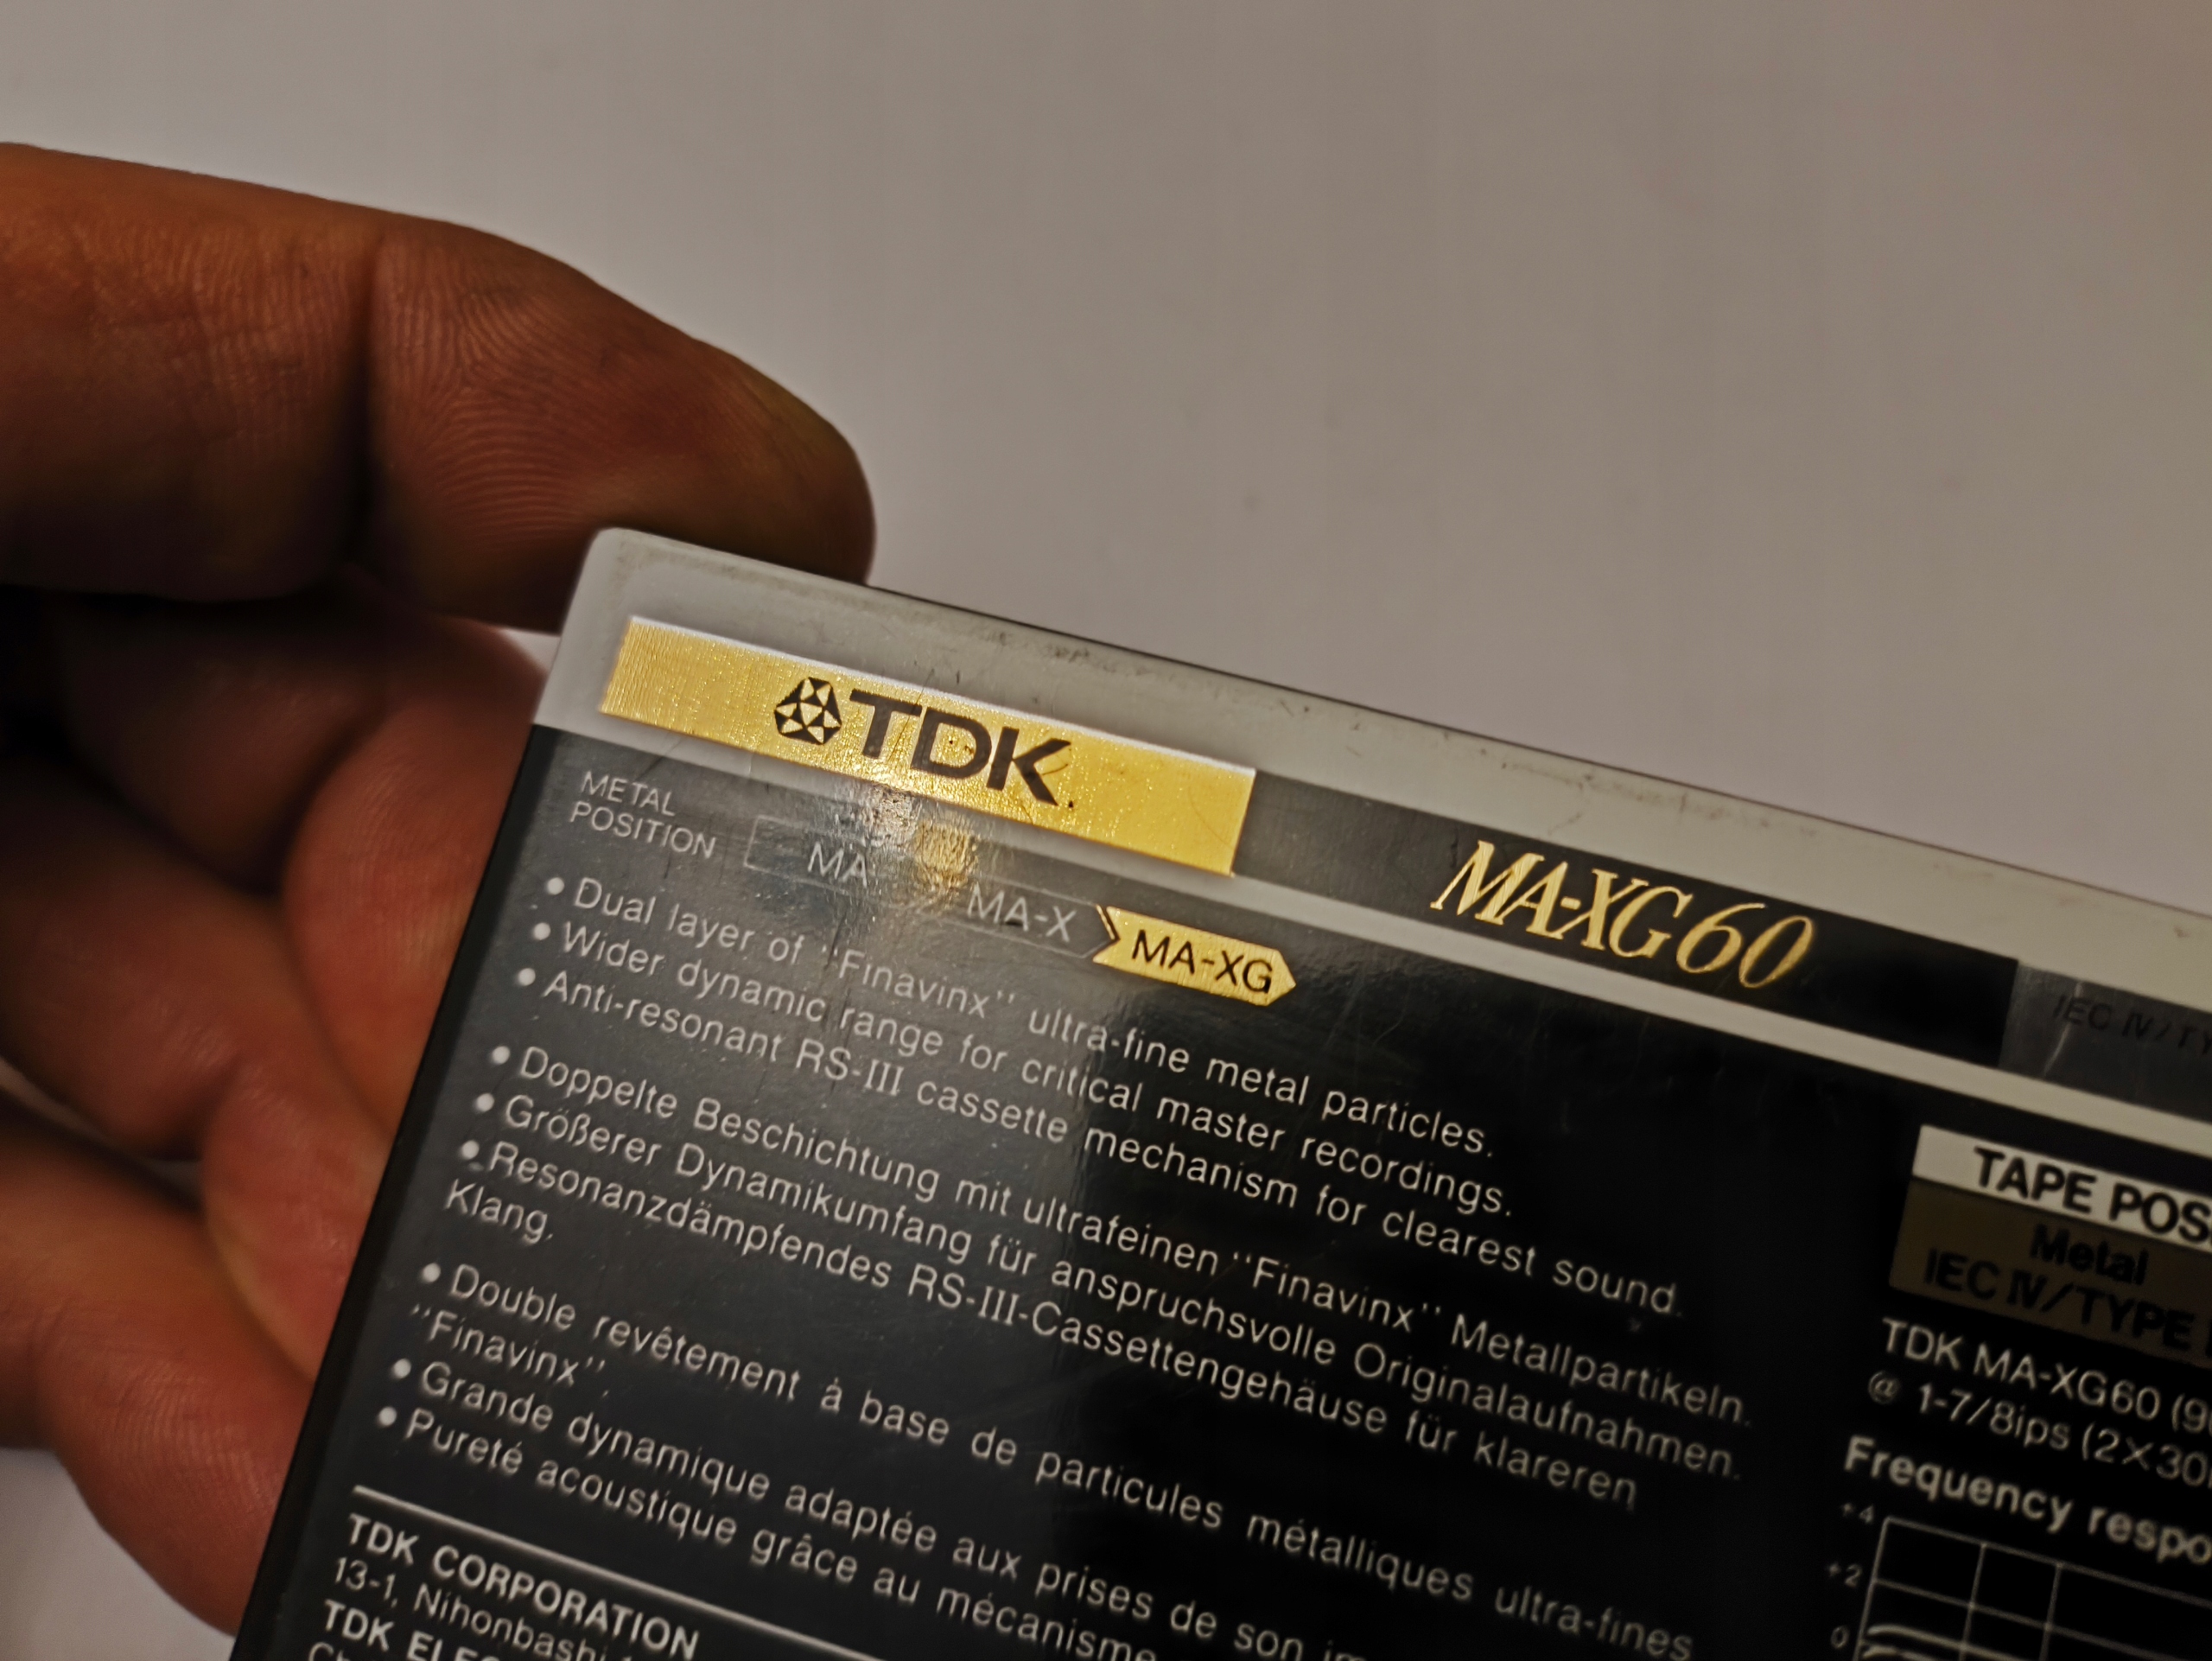 TDK
MA-XG60
IEC IV/TY
METAL
POSITION
MA
MA-X
MA-XG
• Dual layer of "Finavinx" ultra-fine metal particles.
• Wider dynamic range for critical master recordings.
• Anti-resonant RS-III cassette mechanism for clearest sound.
• Doppelte Beschichtung mit ultrafeinen "Finavinx" Metallpartikeln.
• Größerer Dynamikumfang für anspruchsvolle Originalaufnahmen.
• Resonanzdämpfendes RS-III-Cassettengehäuse für klareren
Klang.
• Double revêtement à base de particules métalliques ultra-fines
"Finavinx".
• Grande dynamique adaptée aux prises de son
• Pureté acoustique grâce au mécanisme
TDK CORPORATION
13-1, Nihonbashi
TDK ELEC
TAPE POS
Metal
IEC IV/TYPE
TDK MA-XG60
@ 1-7/8ips (2×30
Frequency respo
+4
+2
0